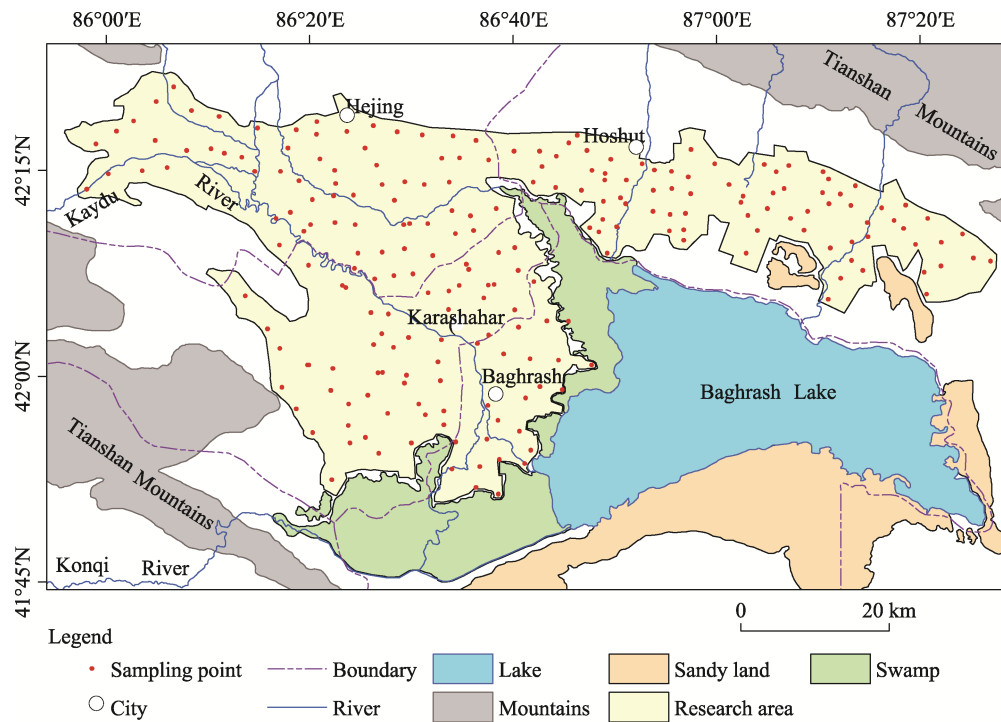 86°00′E
86°20′E
86°40′E
87°00′E
87°20′E
42°15′N
42°00′N
41°45′N
Tianshan
Mountains
Hejing
Hoshut
Kaydu
River
Karashahar
Baghrash
Baghrash Lake
Tianshan Mountains
Konqi River
0 20 km
Legend
Sampling point
Boundary
Lake
Sandy land
Swamp
City
River
Mountains
Research area